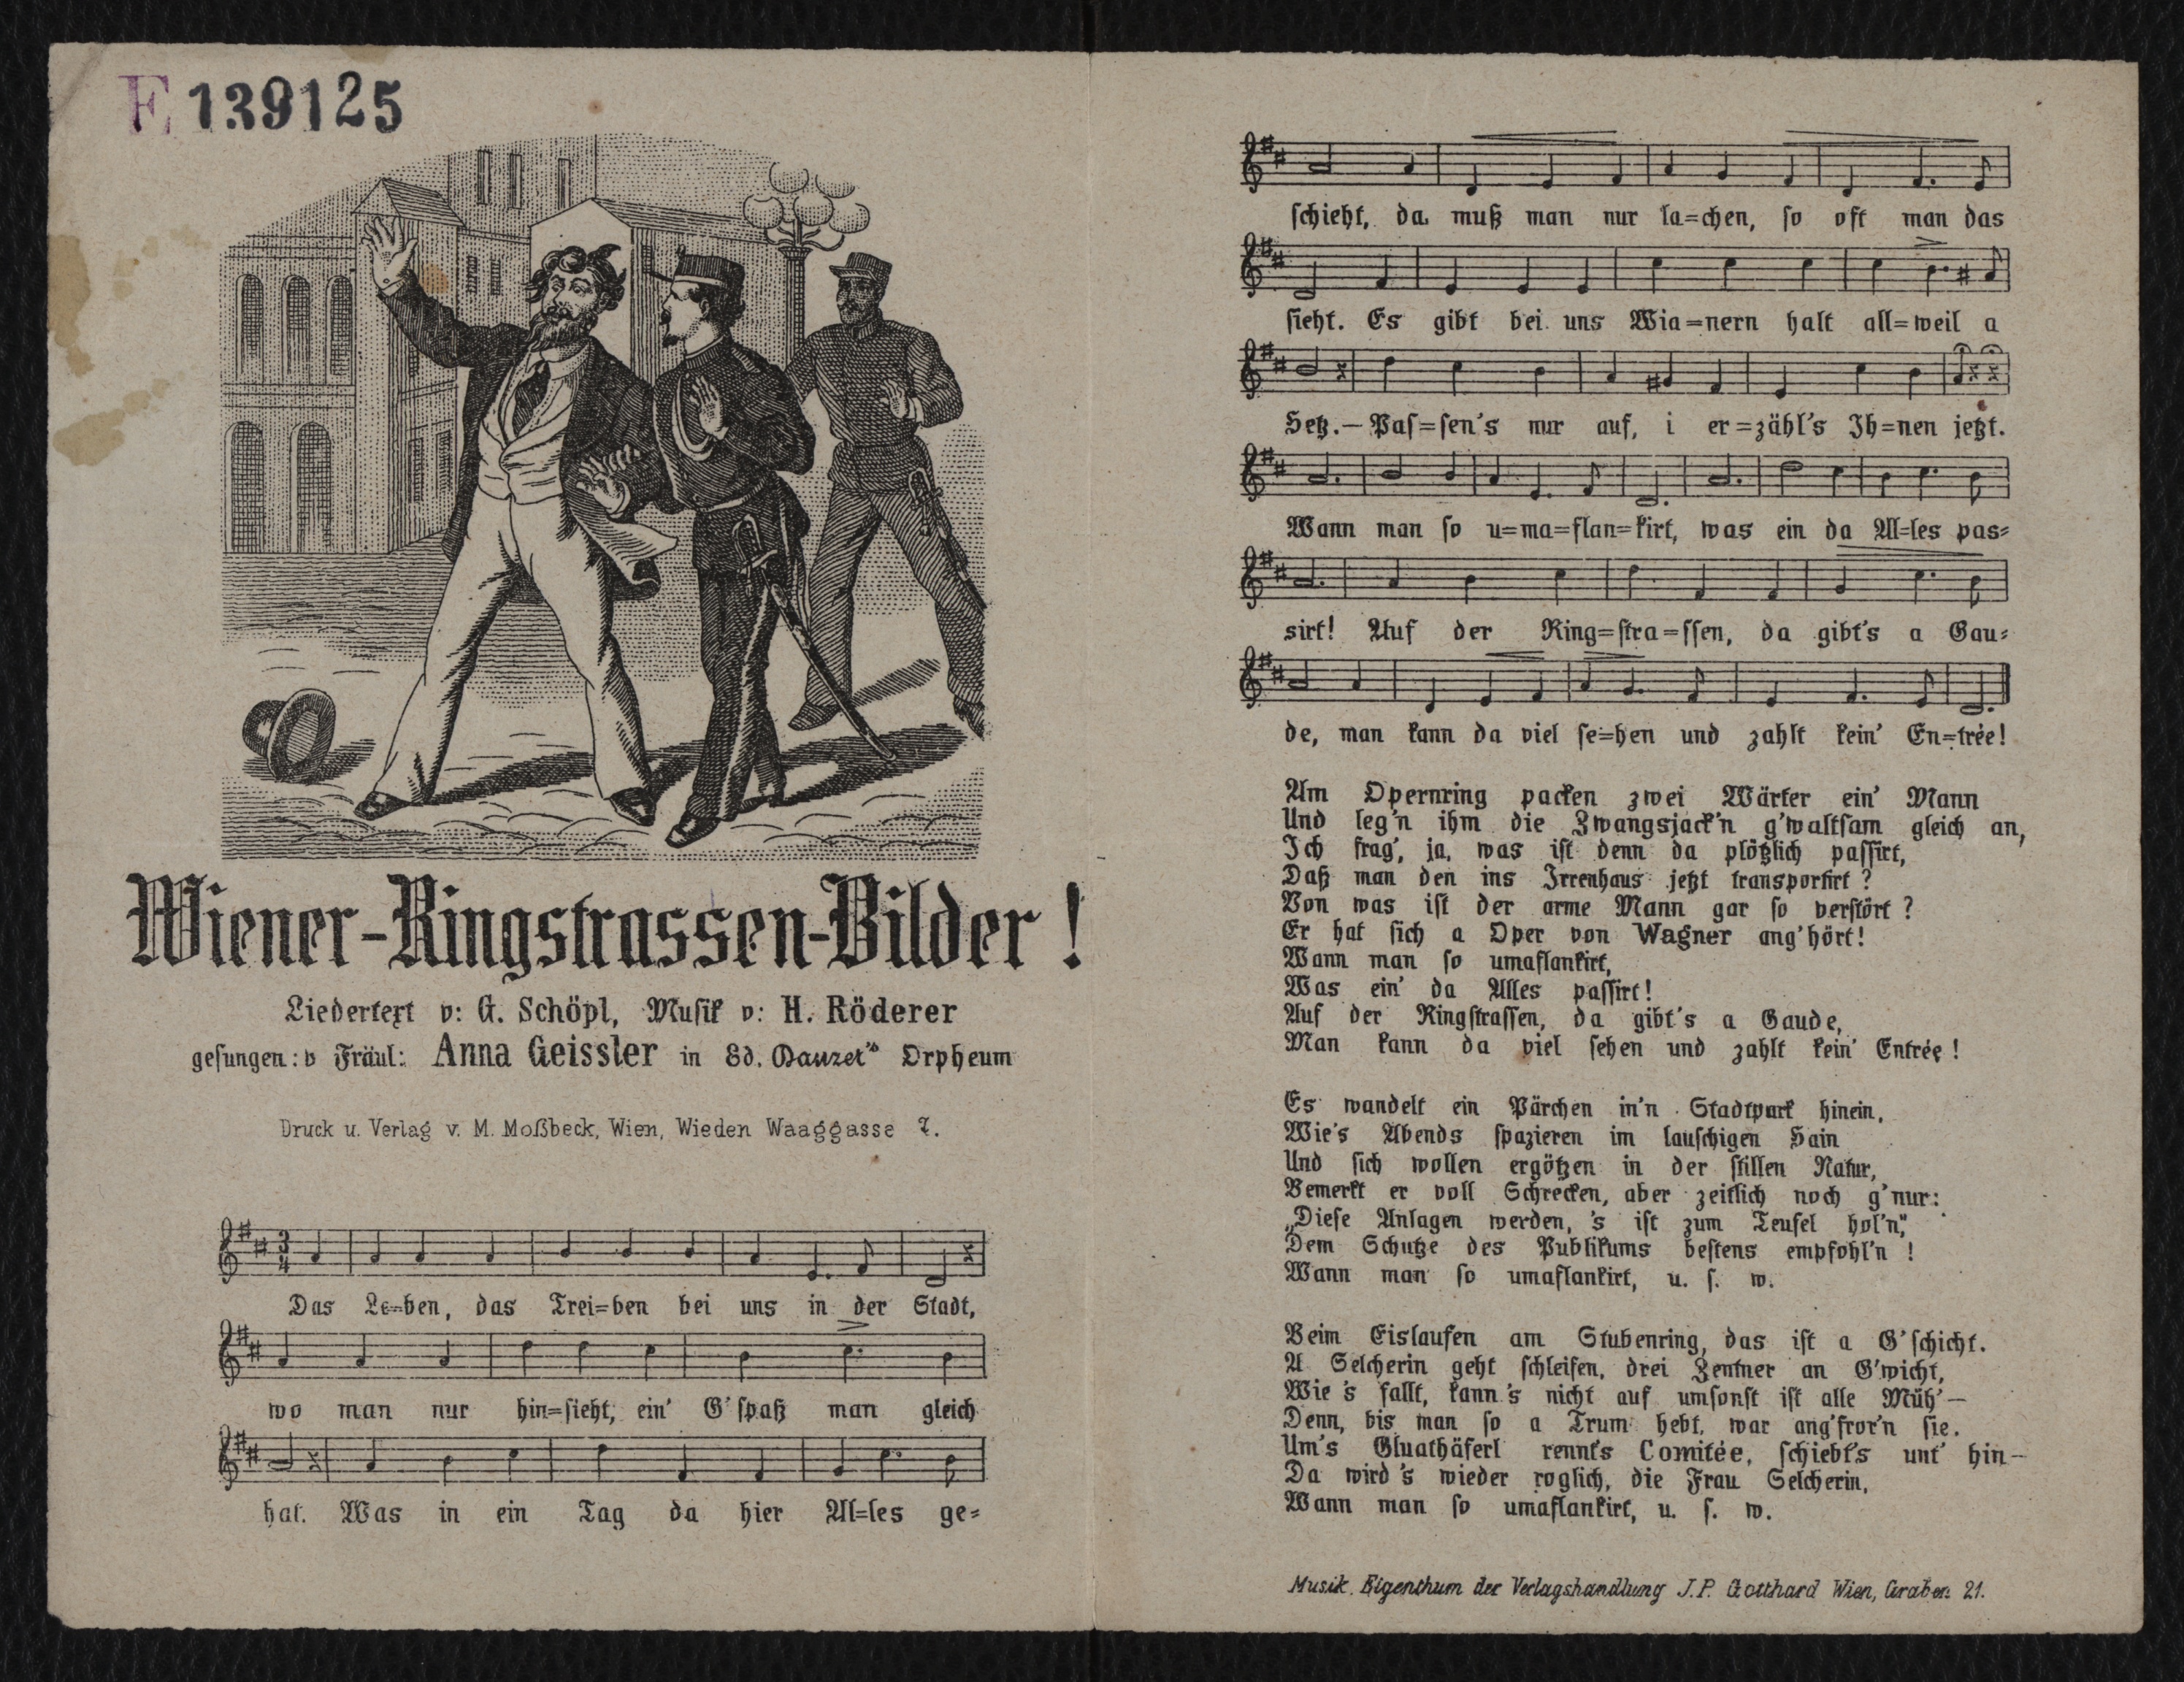 E 139125
Wiener-Ringstrassen-Bilder!
Liedertext v: G. Schöpl, Musik v: H. Röderer
gesungen: v Fräul: Anna Geissler in Ed. Danzer's Orpheum
Druck u. Verlag v. M. Moßbeck, Wien, Wieden Waaggasse 7.
Das Le=ben, das Trei=ben bei uns in der Stadt,
wo man nur hin=sieht, ein' G'spaß man gleich
hat. Was in ein Tag da hier Al=les ge=
schieht, da muß man nur la=chen, so oft man das
sieht. Es gibt bei uns Wia=nern halt all=weil a
Hetz.— Pas=sen's nur auf, i er=zähl's Ih=nen jetzt.
Wann man so u=ma=flan=kirt, was ein da Al=les pas=
sirt! Auf der Ring=stra=ssen, da gibt's a Gau=
de, man kann da viel se=hen und zahlt kein' En=trée!
Am Opernring packen zwei Wärter ein' Mann
Und leg'n ihm die Zwangsjack'n g'waltsam gleich an,
Ich frag', ja, was ist denn da plötzlich passirt,
Daß man den ins Irrenhaus jetzt transportirt?
Von was ist der arme Mann gar so verstört?
Er hat sich a Oper von Wagner ang'hört!
Wann man so umaflankirt,
Was ein' da Alles passirt!
Auf der Ringstrassen, da gibt's a Gaude,
Man kann da viel sehen und zahlt kein' Entrée!
Es wandelt ein Pärchen in'n Stadtpark hinein,
Wie's Abends spazieren im lauschigen Hain
Und sich wollen ergötzen in der stillen Natur,
Bemerkt er voll Schrecken, aber zeitlich noch g'nur:
„Diese Anlagen werden, 's ist zum Teufel hol'n,"
Dem Schutze des Publikums bestens empfohl'n!
Wann man so umaflankirt, u. s. w.
Beim Eislaufen am Stubenring, das ist a G'schicht.
A Selcherin geht schleifen, drei Zentner an G'wicht,
Wie 's fallt, kann 's nicht auf umsonst ist alle Müh'—
Denn, bis man so a Trum hebt, war ang'fror'n sie.
Um's Gluathäferl rennt's Comitée, schiebt's unt' hin—
Da wird 's wieder roglich, die Frau Selcherin,
Wann man so umaflankirt, u. s. w.
Musik Eigenthum der Verlagshandlung J.P. Gotthard Wien, Graben 21.